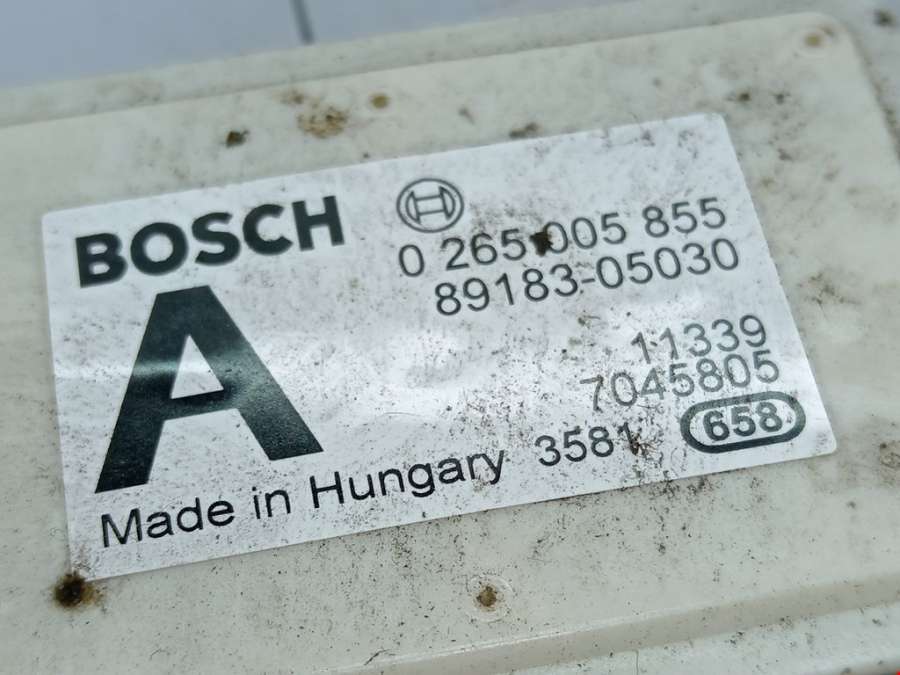 BOSCH
0 265 005 855
89183-05030
A
11339
7045805
Made in Hungary 3581 658